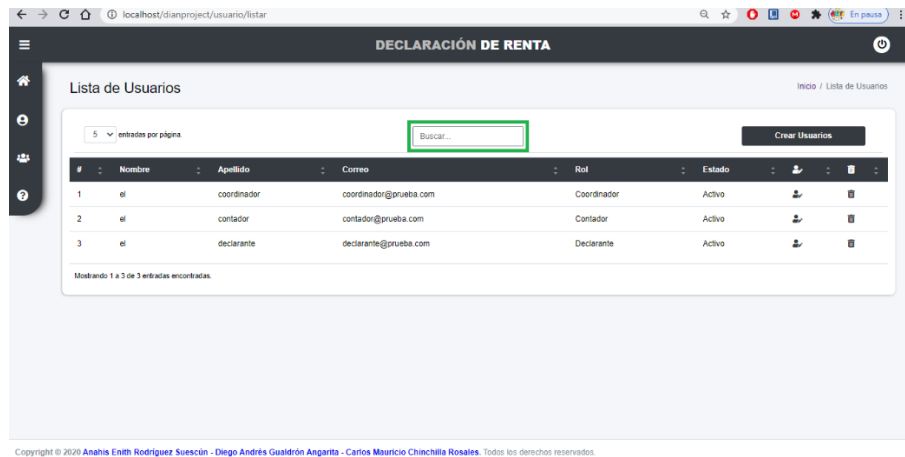 localhost/dianproject/usuario/listar
En pausa
DECLARACIÓN DE RENTA
Lista de Usuarios
Inicio / Lista de Usuarios
5 entradas por página
Buscar...
Crear Usuarios
# Nombre Apellido Correo Rol Estado
1 el coordinador coordinador@prueba.com Coordinador Activo
2 el contador contador@prueba.com Contador Activo
3 el declarante declarante@prueba.com Declarante Activo
Mostrando 1 a 3 de 3 entradas encontradas.
Copyright © 2020 Anahis Enith Rodriguez Suescún - Diego Andrés Gualdrón Angarita - Carlos Mauricio Chinchilla Rosales. Todos los derechos reservados.